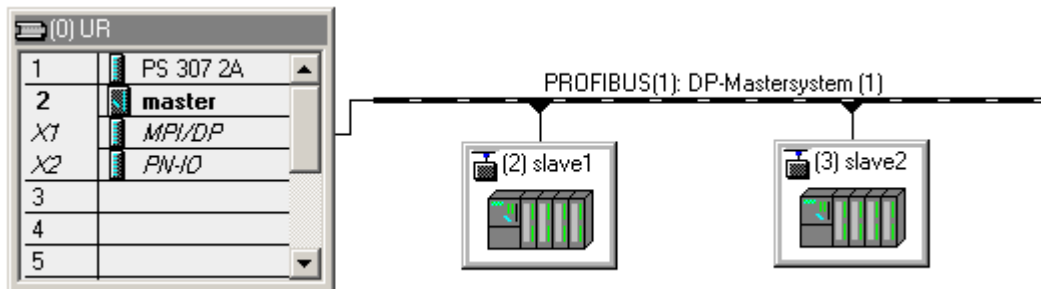 (0) UR
1 PS 307 2A
2 master
X1 MPI/DP
X2 PN-IO
3
4
5
PROFIBUS(1): DP-Mastersystem (1)
(2) slave1
(3) slave2